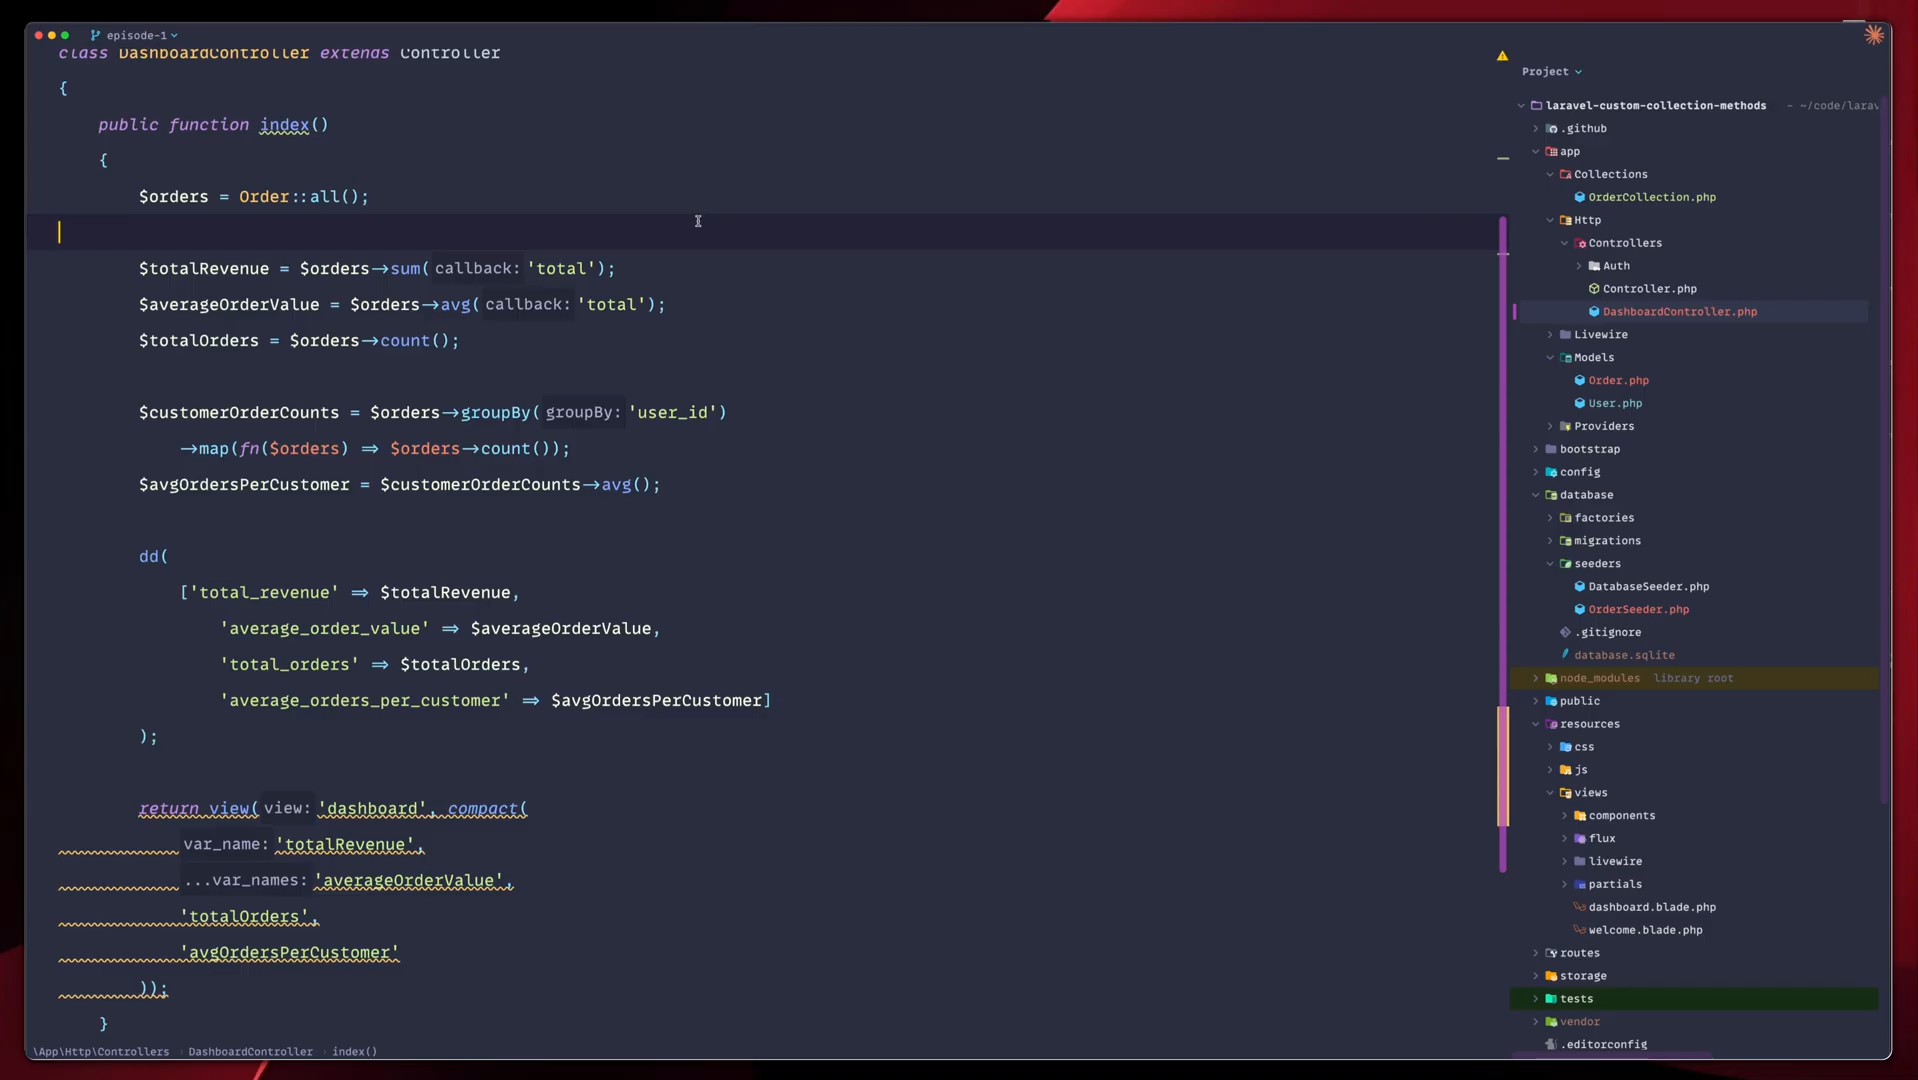 episode-1
class DashboardController extends Controller
{
public function index()
{
$orders = Order::all();
$totalRevenue = $orders->sum( callback: 'total');
$averageOrderValue = $orders->avg( callback: 'total');
$totalOrders = $orders->count();
$customerOrderCounts = $orders->groupBy( groupBy: 'user_id')
->map(fn($orders) => $orders->count());
$avgOrdersPerCustomer = $customerOrderCounts->avg();
dd(
['total_revenue' => $totalRevenue,
'average_order_value' => $averageOrderValue,
'total_orders' => $totalOrders,
'average_orders_per_customer' => $avgOrdersPerCustomer]
);
return view( view: 'dashboard', compact(
var_name: 'totalRevenue',
...var_names: 'averageOrderValue',
'totalOrders',
'avgOrdersPerCustomer'
));
}
\App\Http\Controllers › DashboardController › index()
Project
laravel-custom-collection-methods – ~/code/larav
.github
app
Collections
OrderCollection.php
Http
Controllers
Auth
Controller.php
DashboardController.php
Livewire
Models
Order.php
User.php
Providers
bootstrap
config
database
factories
migrations
seeders
DatabaseSeeder.php
OrderSeeder.php
.gitignore
database.sqlite
node_modules library root
public
resources
css
js
views
components
flux
livewire
partials
dashboard.blade.php
welcome.blade.php
routes
storage
tests
vendor
.editorconfig